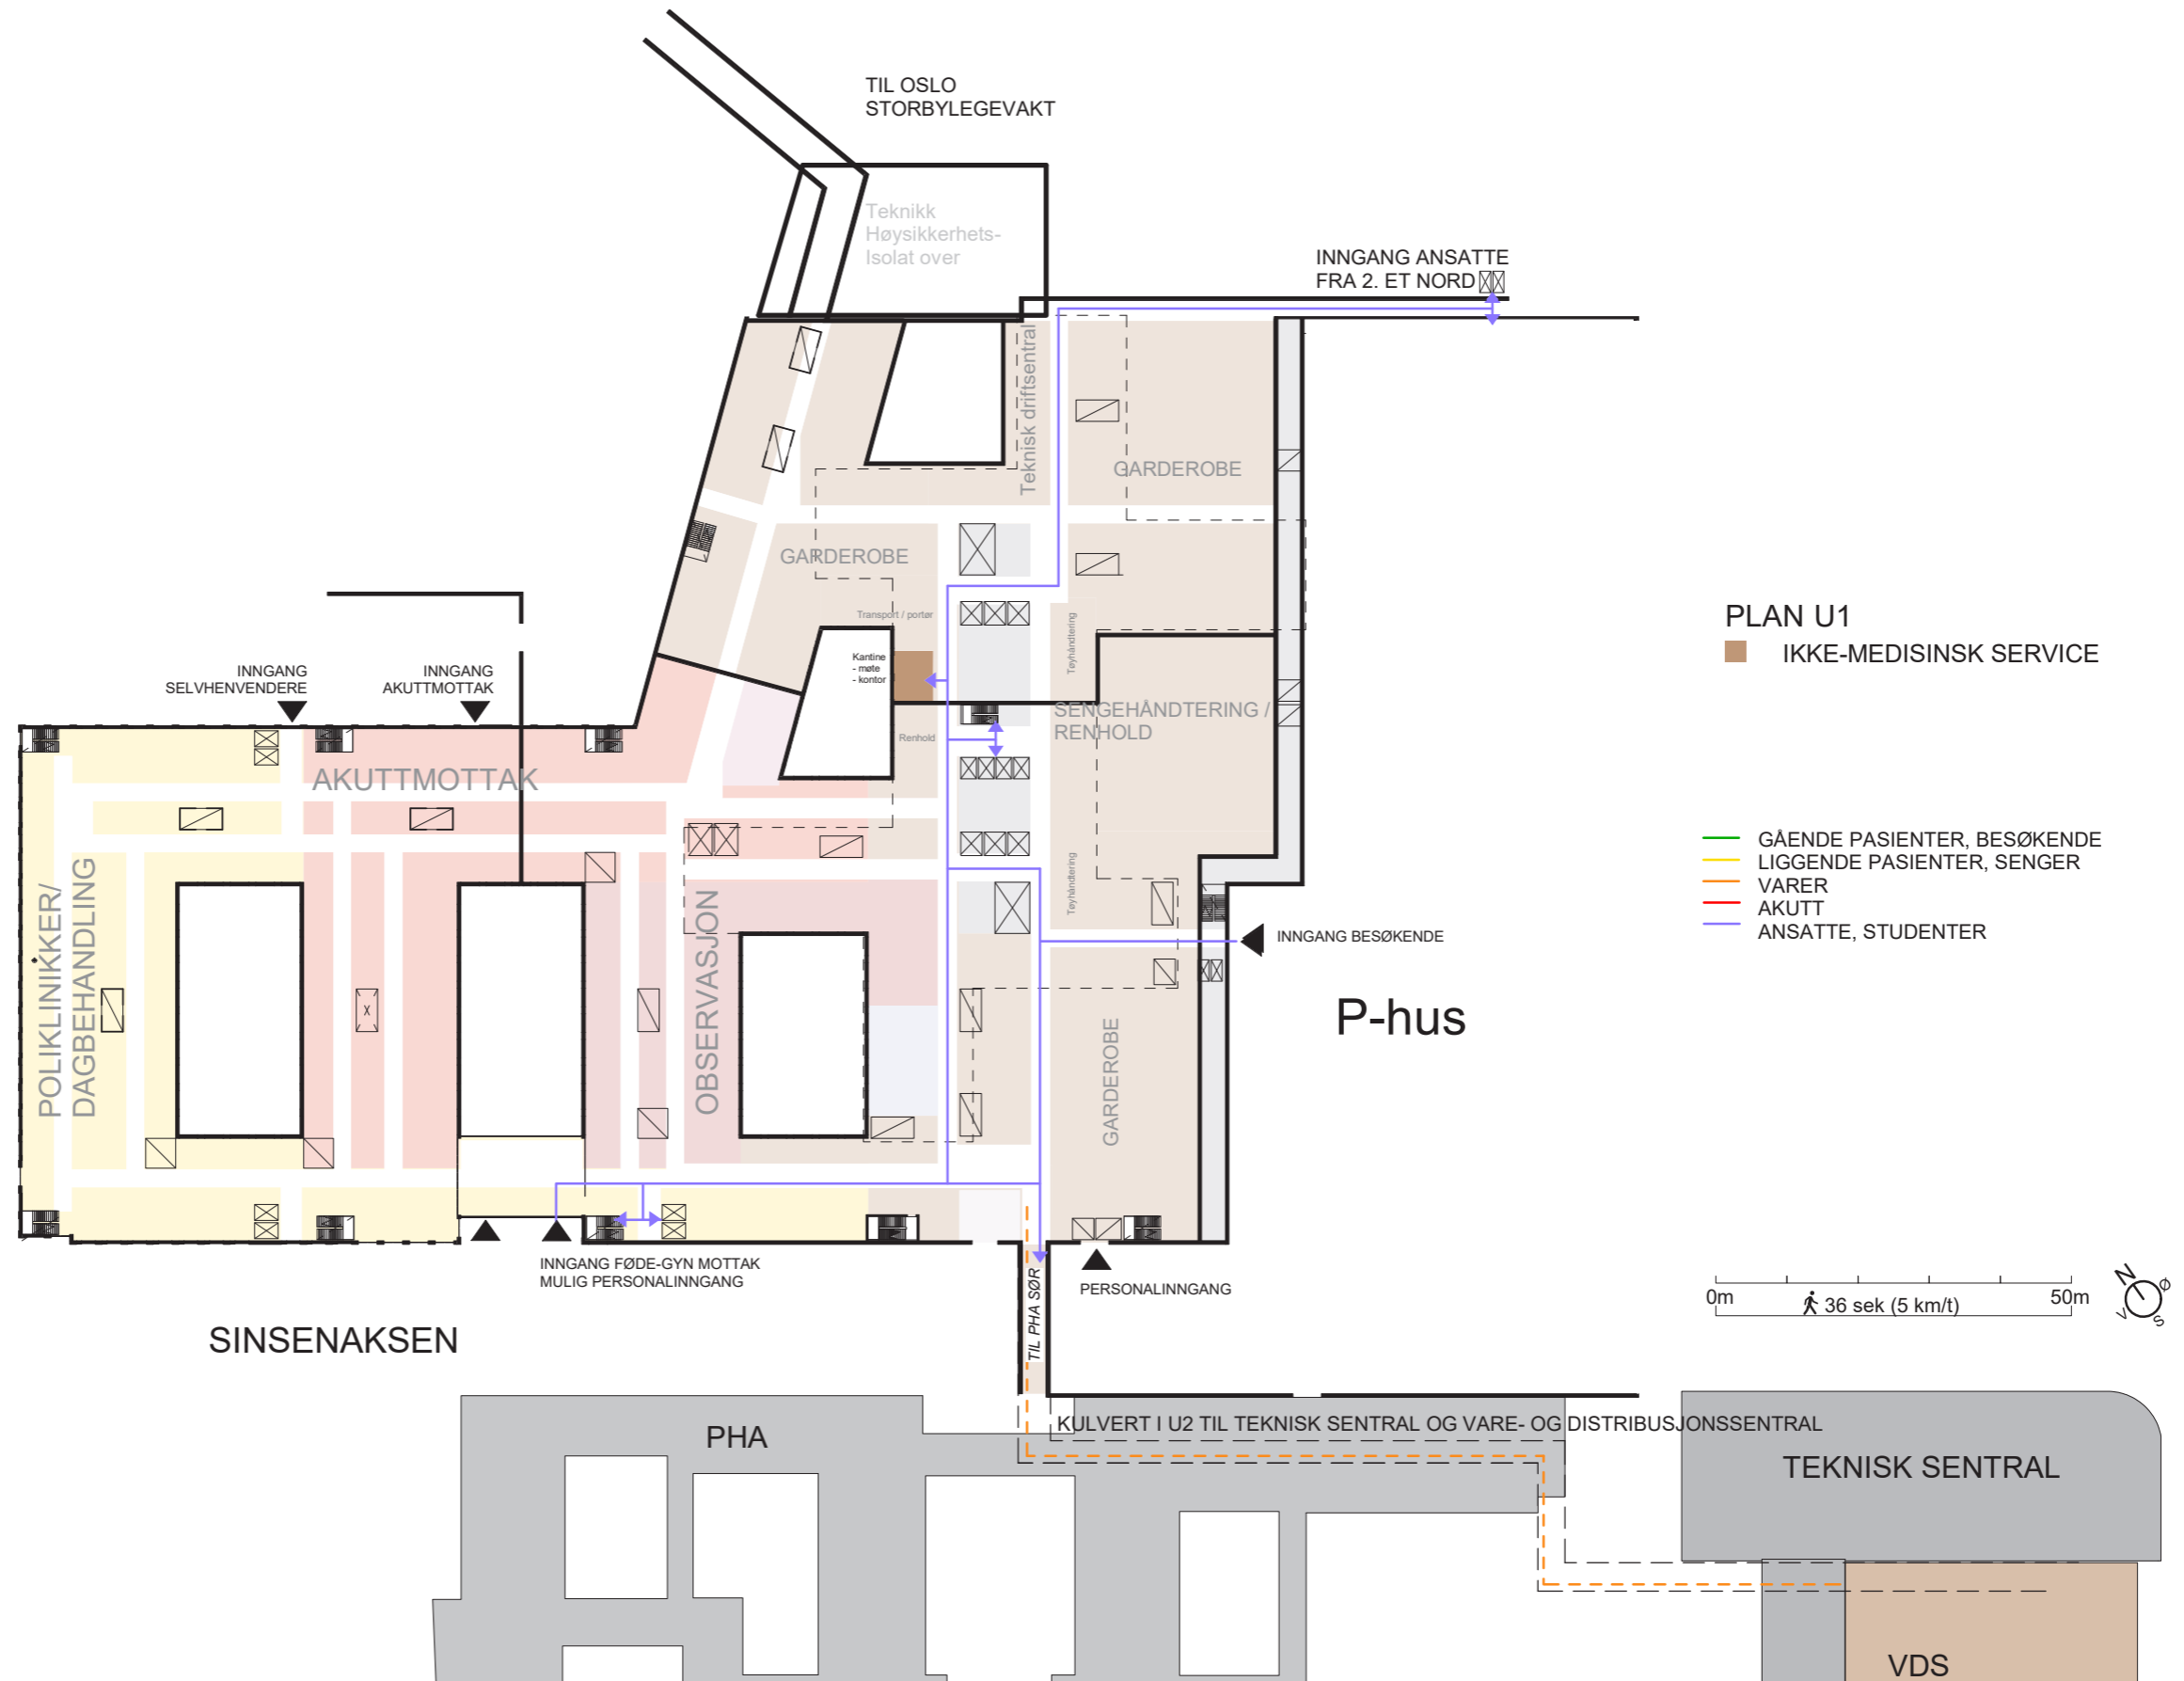 TIL OSLO
STORBYLEGEVAKT
Teknikk
Høysikkerhets-
Isolat over
INNGANG ANSATTE
FRA 2. ET NORD
Teknisk driftsentral
GARDEROBE
GARDEROBE
Transport / portør
Tøyhåndtering
Kantine
- møte
- kontor
PLAN U1
IKKE-MEDISINSK SERVICE
INNGANG
SELVHENVENDERE
INNGANG
AKUTTMOTTAK
SENGEHÅNDTERING /
RENHOLD
Renhold
AKUTTMOTTAK
POLIKLINIKKER/
DAGBEHANDLING
OBSERVASJON
Tøyhåndtering
GÅENDE PASIENTER, BESØKENDE
LIGGENDE PASIENTER, SENGER
VARER
AKUTT
ANSATTE, STUDENTER
INNGANG BESØKENDE
P-hus
GARDEROBE
INNGANG FØDE-GYN MOTTAK
MULIG PERSONALINNGANG
TIL PHA SØR
PERSONALINNGANG
0m
36 sek (5 km/t)
50m
N
Ø
V
S
SINSENAKSEN
PHA
KULVERT I U2 TIL TEKNISK SENTRAL OG VARE- OG DISTRIBUSJONSSENTRAL
TEKNISK SENTRAL
VDS